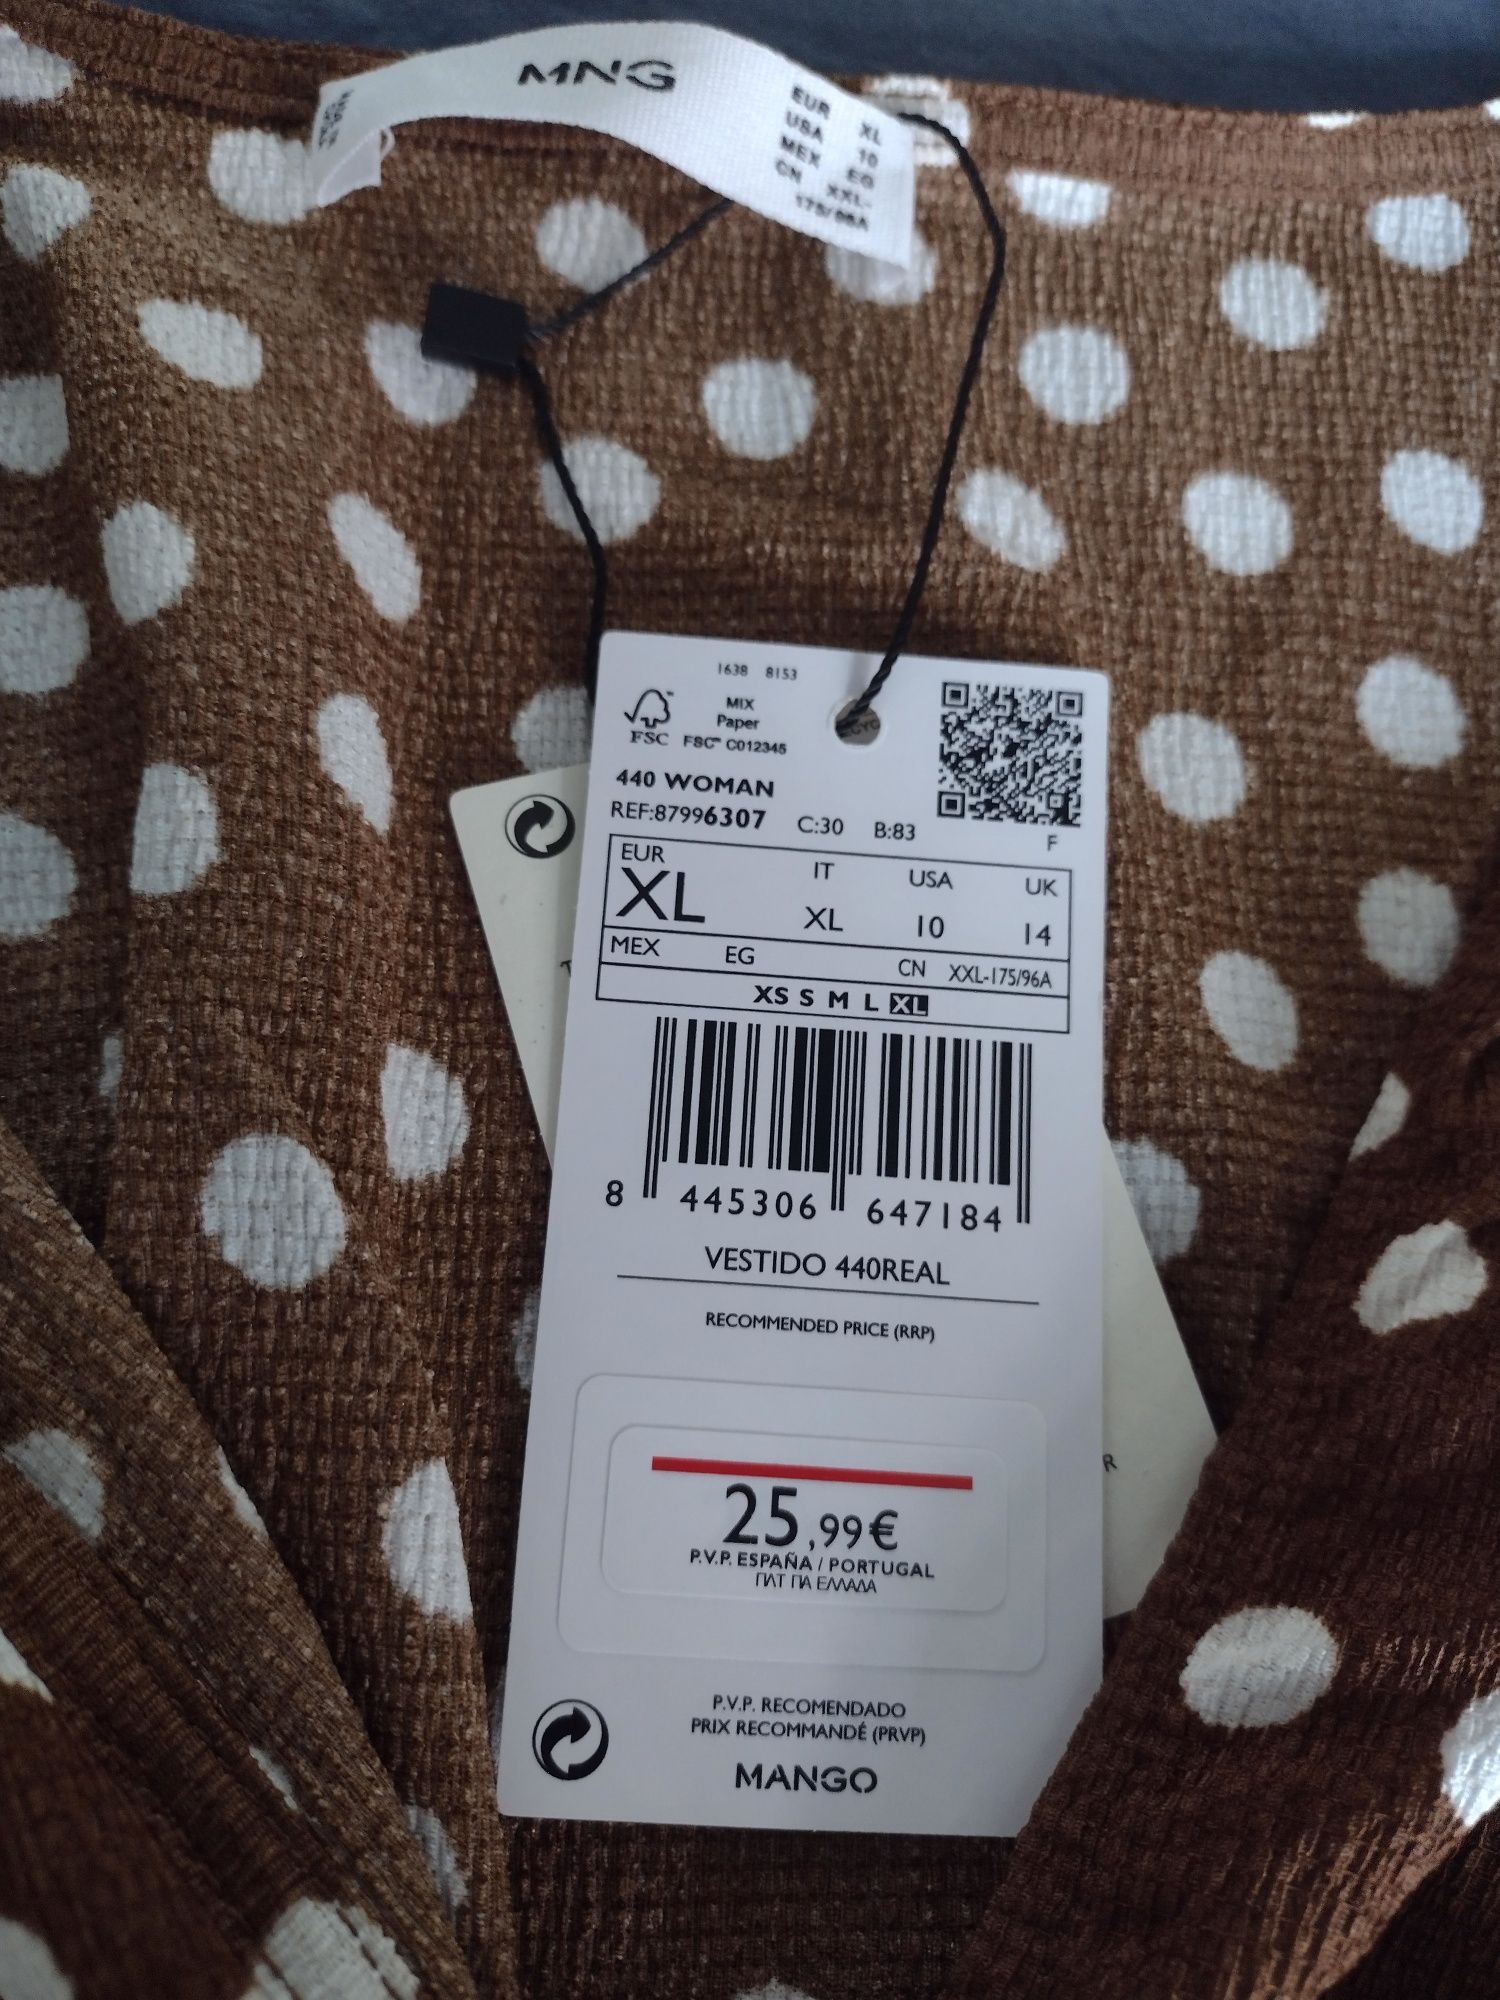 MNG
EUR XL
USA 10
MEX EG
CN XXL-
175/96A
1638 8153
MIX
Paper
FSC FSC™ C012345
440 WOMAN
REF:87996307 C:30 B:83
F
EUR IT USA UK
XL XL 10 14
MEX EG CN XXL-175/96A
XS S M L XL
8 445306 647184
VESTIDO 440REAL
RECOMMENDED PRICE (RRP)
25,99€
P.V.P. ESPAÑA / PORTUGAL
ΠΛΤ ΓΙΑ ΕΛΛΑΔΑ
P.V.P. RECOMENDADO
PRIX RECOMMANDÉ (PRVP)
MANGO